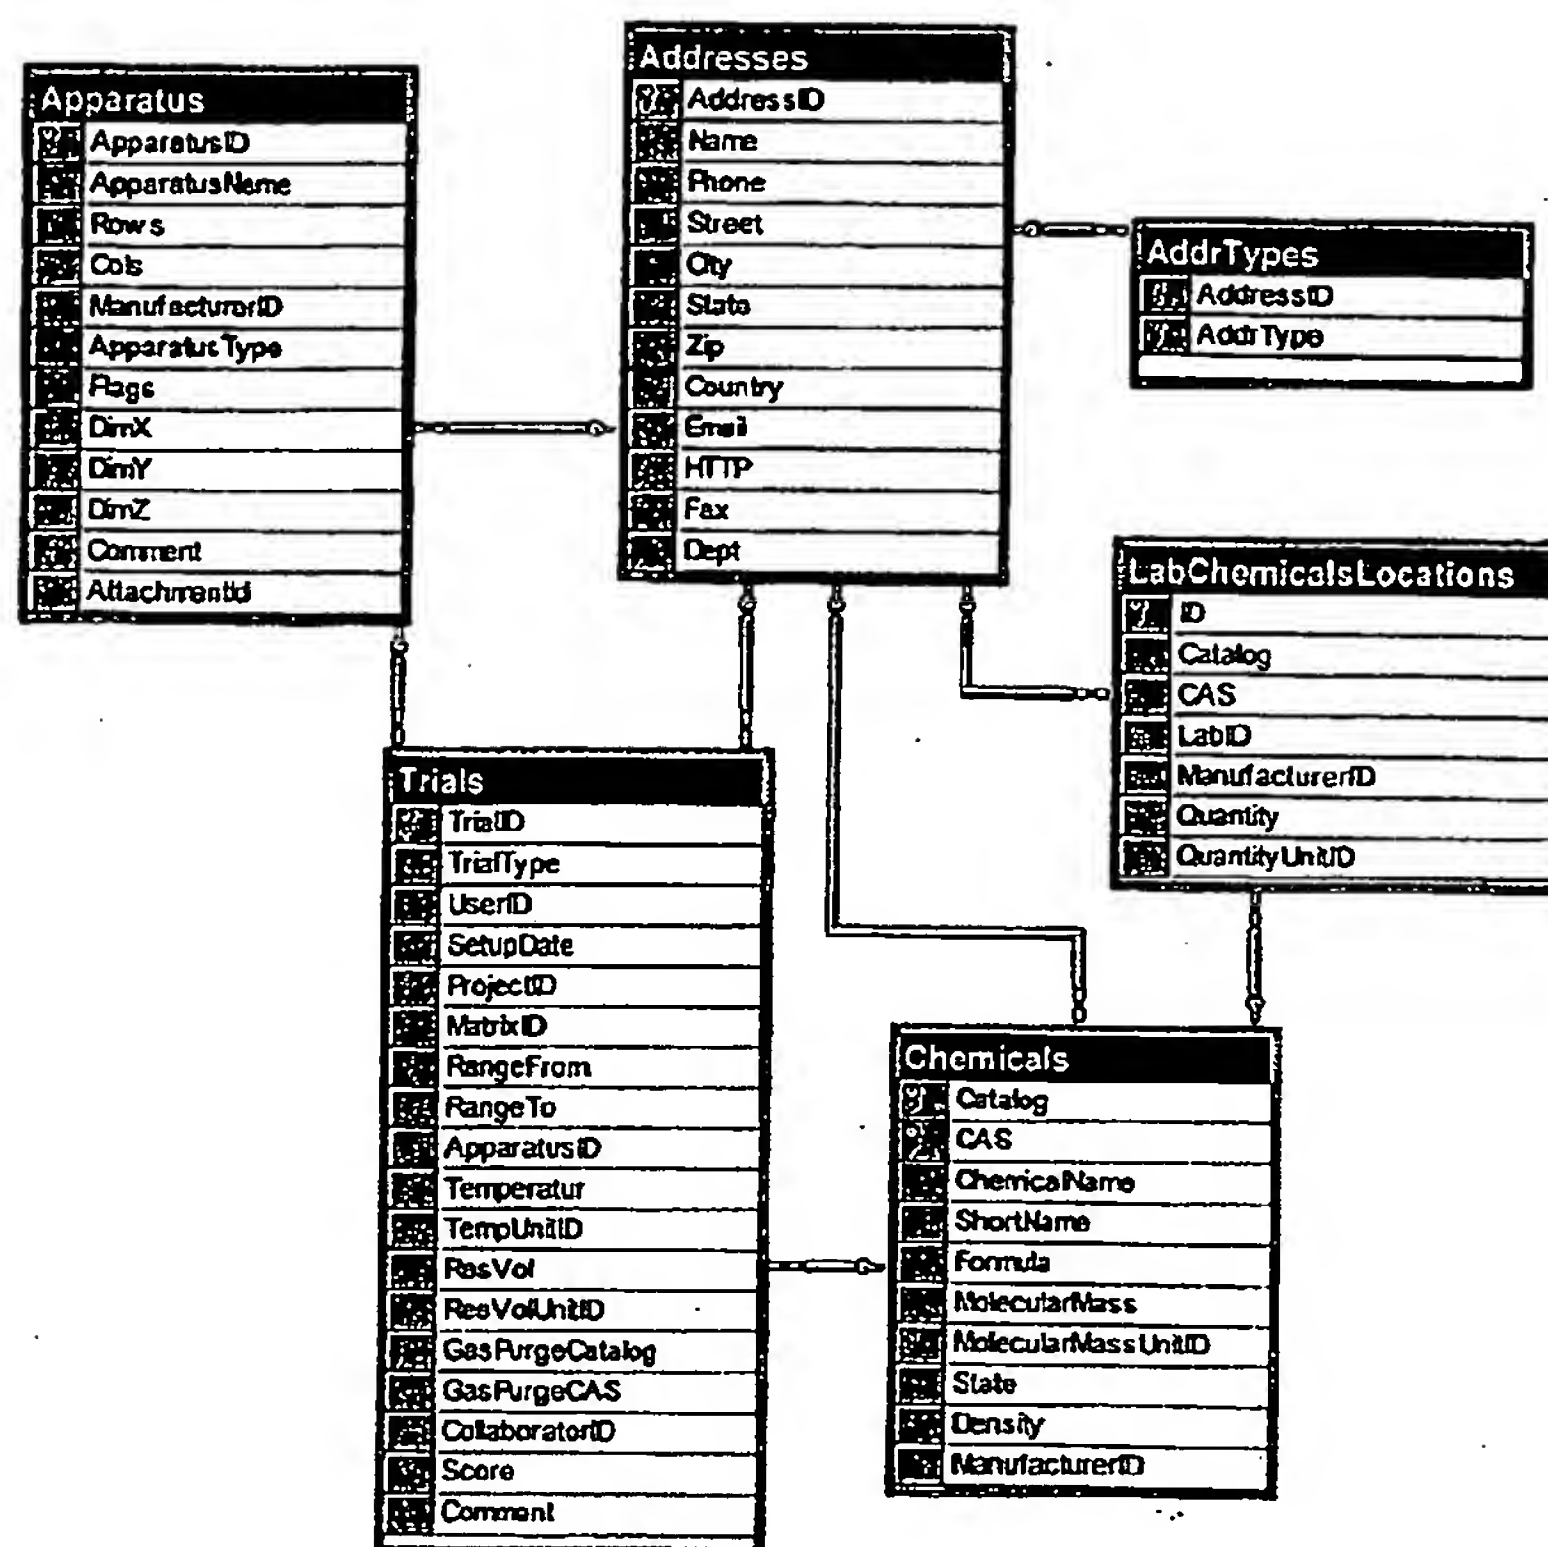 Apparatus
ApparatusID
ApparatusName
Rows
Cols
ManufacturerID
ApparatusType
Flags
DimX
DimY
DimZ
Comment
AttachmentId
Addresses
AddressID
Name
Phone
Street
City
State
Zip
Country
Email
HTTP
Fax
Dept
AddrTypes
AddressID
AddrType
LabChemicalsLocations
ID
Catalog
CAS
LabID
ManufacturerID
Quantity
QuantityUnitID
Trials
TrialID
TrialType
UserID
SetupDate
ProjectID
MatrixID
RangeFrom
RangeTo
ApparatusID
Temperatur
TempUnitID
ResVol
ResVolUnitID
GasPurgeCatalog
GasPurgeCAS
CollaboratorID
Score
Comment
Chemicals
Catalog
CAS
ChemicalName
ShortName
Formula
MolecularMass
MolecularMassUnitID
State
Density
ManufacturerID